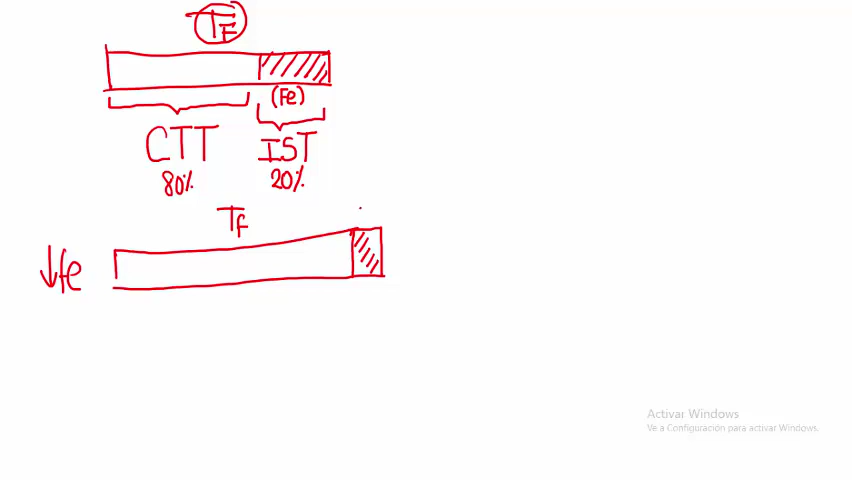 TF
(Fe)
CTT IST
80% 20%
Tf
↓fe
Activar Windows
Ve a Configuración para activar Windows.